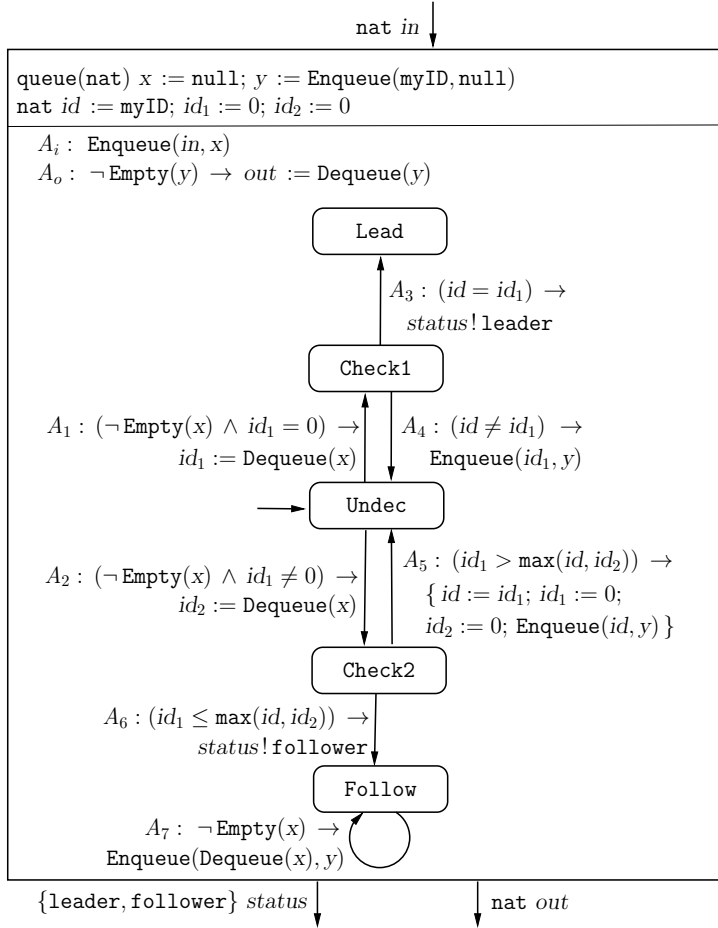 nat in
queue(nat) x := null; y := Enqueue(myID, null)
nat id := myID; id₁ := 0; id₂ := 0
Aᵢ : Enqueue(in, x)
Aₒ : ¬ Empty(y) → out := Dequeue(y)
Lead
A₃ : (id = id₁) →
status! leader
Check1
A₁ : (¬ Empty(x) ∧ id₁ = 0) →
id₁ := Dequeue(x)
A₄ : (id ≠ id₁) →
Enqueue(id₁, y)
Undec
A₂ : (¬ Empty(x) ∧ id₁ ≠ 0) →
id₂ := Dequeue(x)
A₅ : (id₁ > max(id, id₂)) →
{ id := id₁; id₁ := 0;
id₂ := 0; Enqueue(id, y) }
Check2
A₆ : (id₁ ≤ max(id, id₂)) →
status! follower
Follow
A₇ : ¬ Empty(x) →
Enqueue(Dequeue(x), y)
{leader, follower} status
nat out